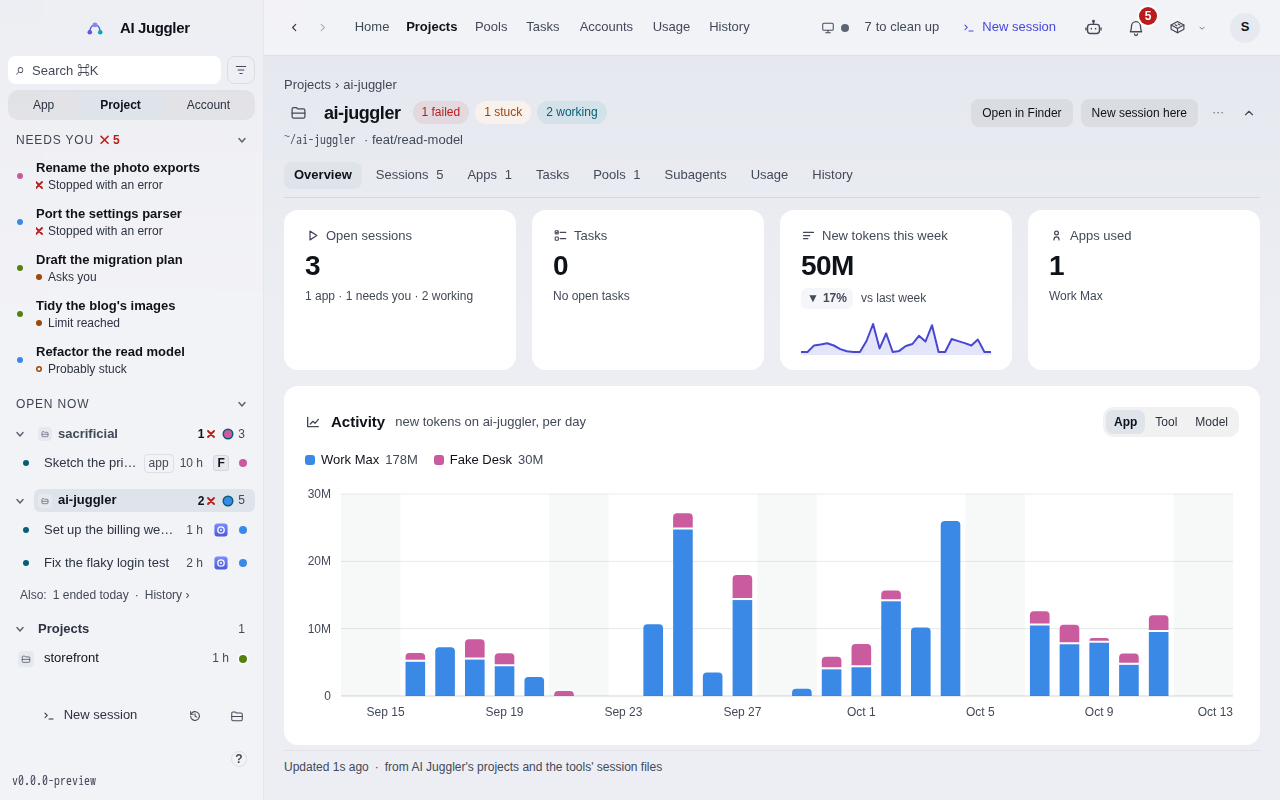 AI Juggler
Search ⌘K
App Project Account
NEEDS YOU 5
Rename the photo exports
Stopped with an error
Port the settings parser
Stopped with an error
Draft the migration plan
Asks you
Tidy the blog's images
Limit reached
Refactor the read model
Probably stuck
OPEN NOW
sacrificial 1 3
Sketch the pri… app 10 h F
ai-juggler 2 5
Set up the billing we… 1 h
Fix the flaky login test 2 h
Also: 1 ended today · History ›
Projects 1
storefront 1 h
New session
?
v0.0.0-preview
Home Projects Pools Tasks Accounts Usage History
7 to clean up New session 5 S
Projects › ai-juggler
ai-juggler 1 failed 1 stuck 2 working
Open in Finder New session here ···
~/ai-juggler · feat/read-model
Overview Sessions 5 Apps 1 Tasks Pools 1 Subagents Usage History
Open sessions
3
1 app · 1 needs you · 2 working
Tasks
0
No open tasks
New tokens this week
50M
▼ 17% vs last week
Apps used
1
Work Max
Activity new tokens on ai-juggler, per day
App Tool Model
Work Max 178M Fake Desk 30M
30M
20M
10M
0
Sep 15 Sep 19 Sep 23 Sep 27 Oct 1 Oct 5 Oct 9 Oct 13
Updated 1s ago · from AI Juggler's projects and the tools' session files